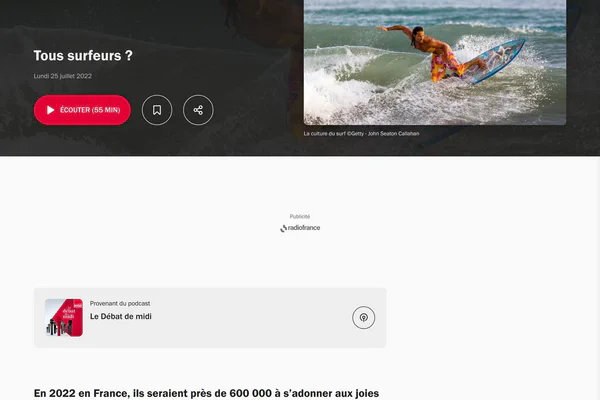 Tous surfeurs ?
Lundi 25 juillet 2022
ÉCOUTER (55 MIN)
La culture du surf ©Getty - John Seaton Callahan
Publicité
radiofrance
Provenant du podcast
Le Débat de midi
le débat
midi
En 2022 en France, ils seraient près de 600 000 à s’adonner aux joies